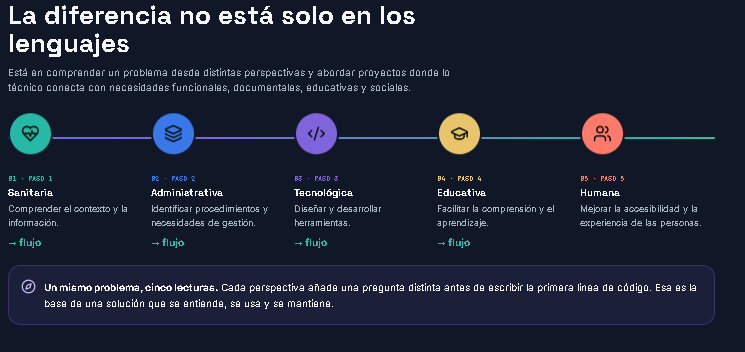 La diferencia no está solo en los
lenguajes
Está en comprender un problema desde distintas perspectivas y abordar proyectos donde lo
técnico conecta con necesidades funcionales, documentales, educativas y sociales.
01 · PASO 1
Sanitaria
Comprender el contexto y la
información.
→ flujo
02 · PASO 2
Administrativa
Identificar procedimientos y
necesidades de gestión.
→ flujo
03 · PASO 3
Tecnológica
Diseñar y desarrollar
herramientas.
→ flujo
04 · PASO 4
Educativa
Facilitar la comprensión y el
aprendizaje.
→ flujo
05 · PASO 5
Humana
Mejorar la accesibilidad y la
experiencia de las personas.
Un mismo problema, cinco lecturas. Cada perspectiva añade una pregunta distinta antes de escribir la primera línea de código. Esa es la
base de una solución que se entiende, se usa y se mantiene.